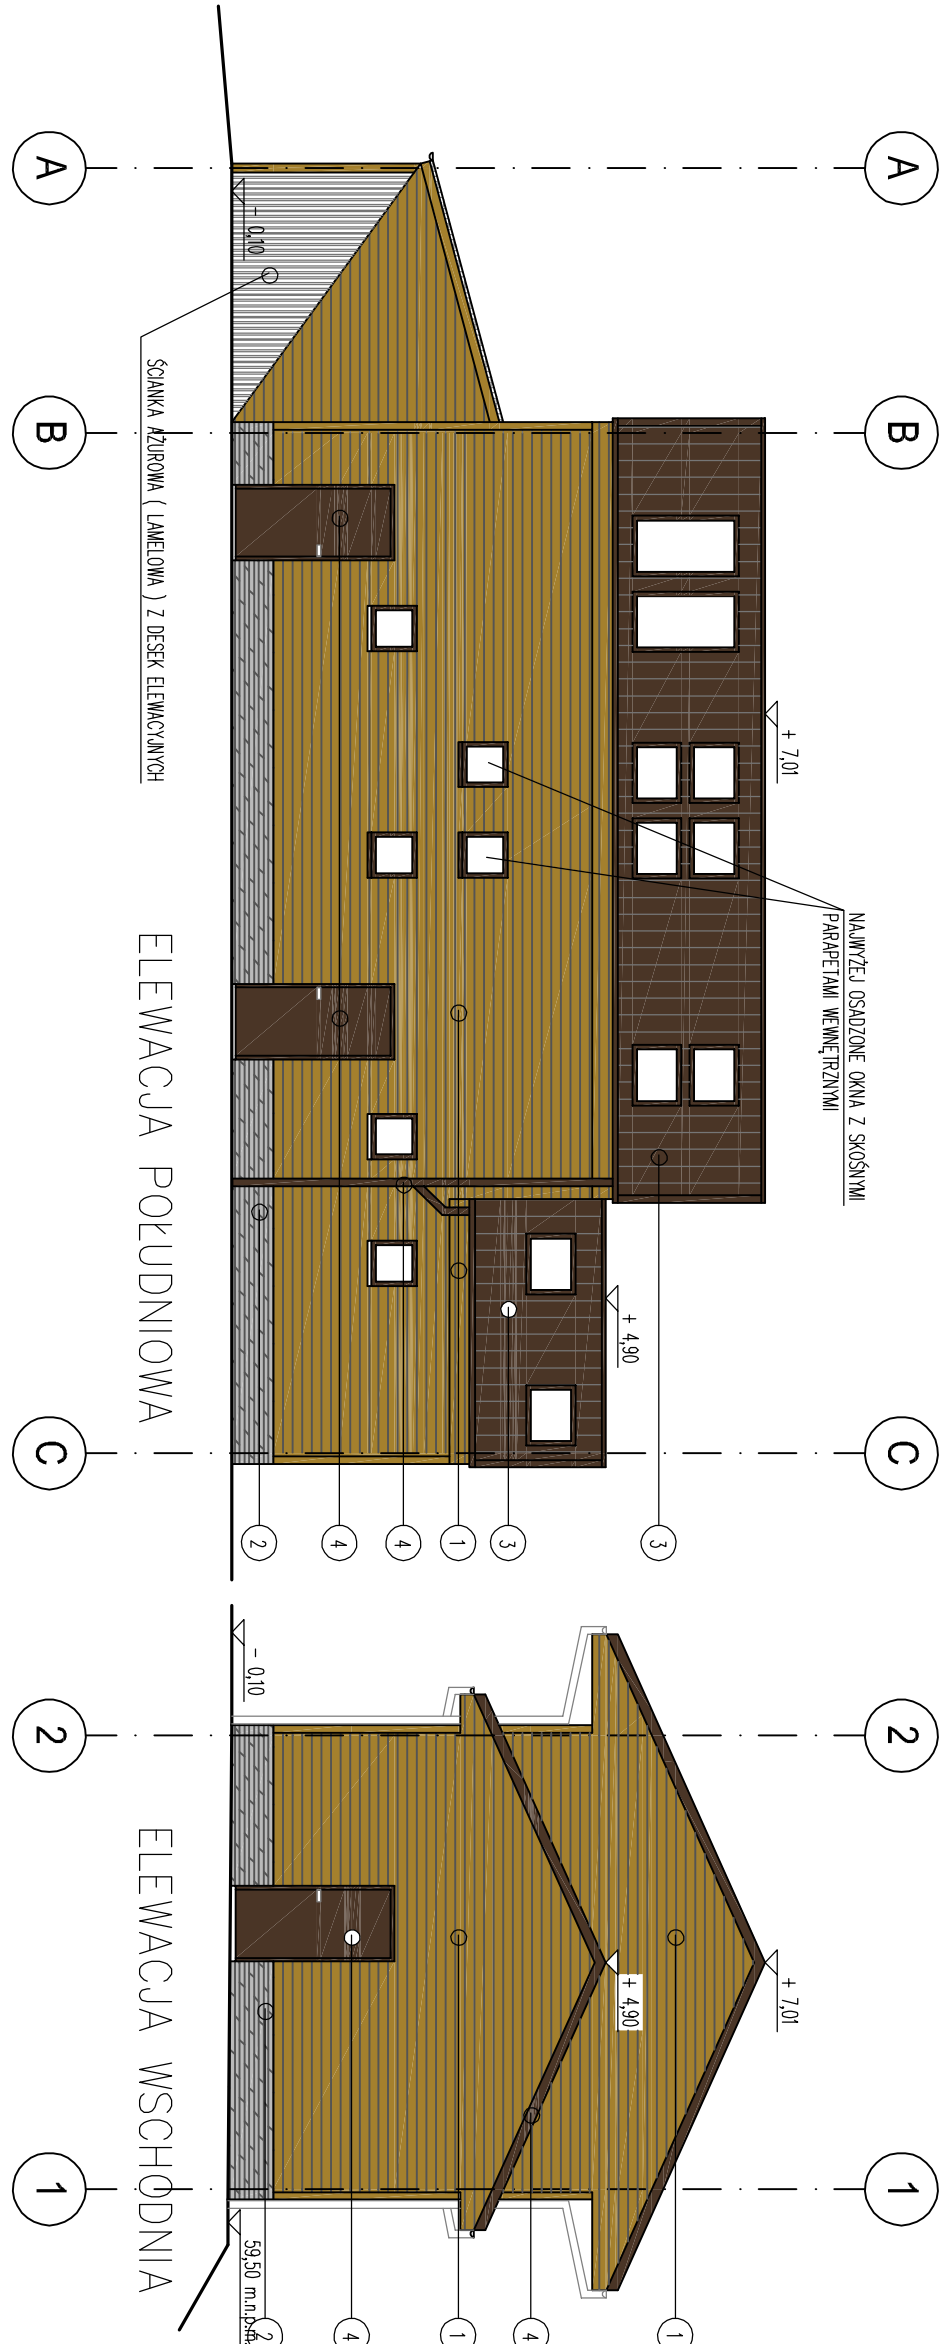 A
B
C
A
B
C
- 0,10
+ 7,01
+ 4,90
NAJWYŻEJ OSADZONE OKNA Z SKOŚNYMI
PARAPETAMI WEWNĘTRZNYMI
ŚCIANKA AŻUROWA ( LAMELOWA ) Z DESEK ELEWACYJNYCH
3
3
1
4
4
2
ELEWACJA POŁUDNIOWA
2
1
2
1
- 0,10
+ 7,01
+ 4,90
59,50 m.n.p.m.
1
4
1
4
2
ELEWACJA WSCHODNIA